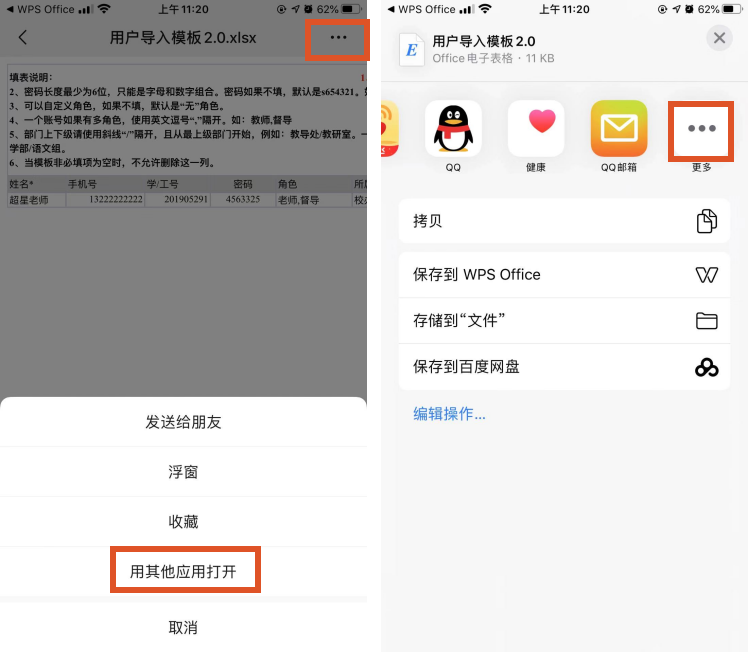 WPS Office 上午 11:20 62%
用户导入模板2.0.xlsx
填表说明： 1
2、密码长度最少为6位，只能是字母和数字组合。密码如果不填，默认是s654321。
3、可以自定义角色，如果不填，默认是“无”角色。
4、一个账号如果有多角色，使用英文逗号“,”隔开。如：教师,督导
5、部门上下级请使用斜线“/”隔开，且从最上级部门开始，例如：教导处/教研室。一
学部/语文组。
6、当模板非必填项为空时，不允许删除这一列。
姓名* 手机号 学/工号 密码 角色 所
超星老师 13222222222 201905291 4563325 老师,督导 校
发送给朋友
浮窗
收藏
用其他应用打开
取消
WPS Office 上午 11:20 62%
用户导入模板2.0
Office电子表格 · 11 KB
QQ 健康 QQ邮箱 更多
拷贝
保存到 WPS Office
存储到“文件”
保存到百度网盘
编辑操作...